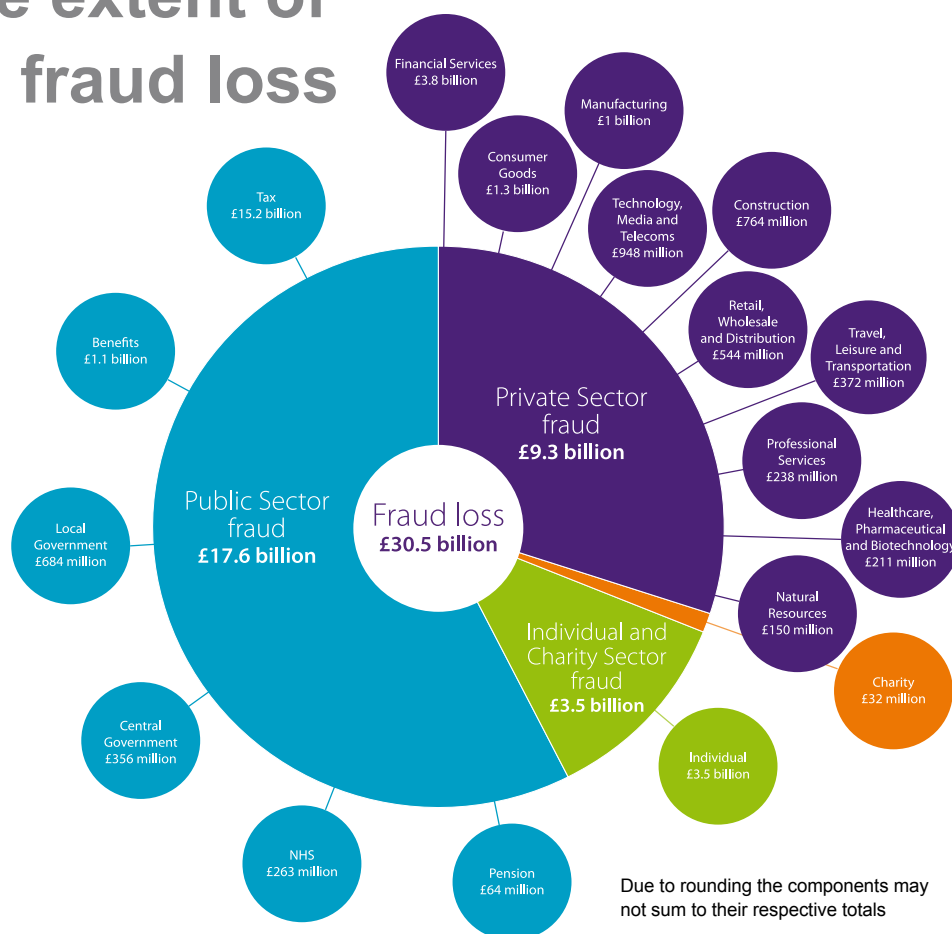 e extent of
fraud loss
Financial Services
£3.8 billion
Manufacturing
£1 billion
Consumer
Goods
£1.3 billion
Technology,
Media and
Telecoms
£948 million
Construction
£764 million
Retail,
Wholesale
and Distribution
£544 million
Travel,
Leisure and
Transportation
£372 million
Professional
Services
£238 million
Healthcare,
Pharmaceutical
and Biotechnology
£211 million
Natural
Resources
£150 million
Charity
£32 million
Individual
£3.5 billion
Tax
£15.2 billion
Benefits
£1.1 billion
Local
Government
£684 million
Central
Government
£356 million
NHS
£263 million
Pension
£64 million
Private Sector
fraud
£9.3 billion
Public Sector
fraud
£17.6 billion
Fraud loss
£30.5 billion
Individual and
Charity Sector
fraud
£3.5 billion
Due to rounding the components may
not sum to their respective totals